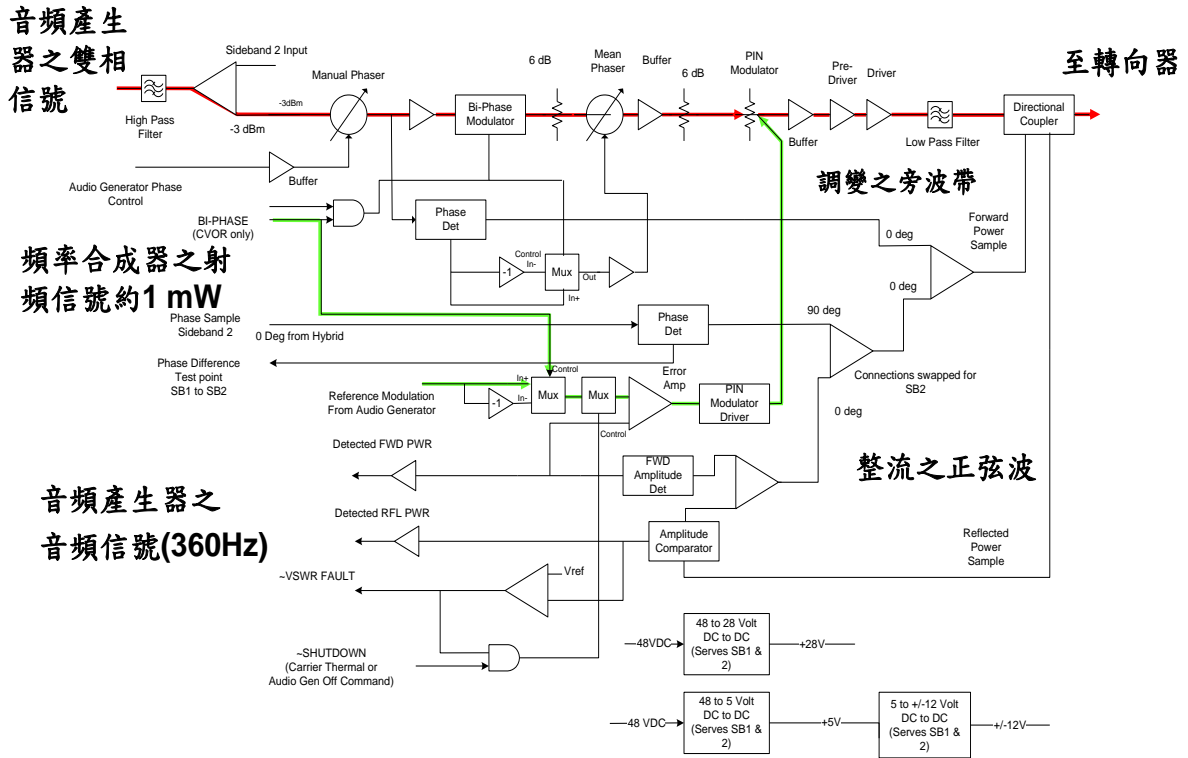 音頻產生
器之雙相
信號
Sideband 2 Input
High Pass
Filter
-3dBm
-3 dBm
Manual Phaser
Bi-Phase
Modulator
6 dB
Mean
Phaser
Buffer
6 dB
PIN
Modulator
Buffer
Pre-
Driver
Driver
Low Pass Filter
Directional
Coupler
至轉向器
Audio Generator Phase
Control
Buffer
BI-PHASE
(CVOR only)
Phase
Det
-1
Control
In-
Mux
Out
In+
調變之旁波帶
0 deg
Forward
Power
Sample
0 deg
頻率合成器之射
頻信號約1 mW
Phase Sample
Sideband 2
0 Deg from Hybrid
Phase
Det
90 deg
Phase Difference
Test point
SB1 to SB2
Connections swapped for
SB2
Reference Modulation
From Audio Generator
In+
-1
In-
Control
Mux
Mux
Error
Amp
Control
PIN
Modulator
Driver
0 deg
Detected FWD PWR
FWD
Amplitude
Det
整流之正弦波
音頻產生器之
音頻信號(360Hz)
Detected RFL PWR
Amplitude
Comparator
Reflected
Power
Sample
~VSWR FAULT
Vref
~SHUTDOWN
(Carrier Thermal or
Audio Gen Off Command)
48VDC
48 to 28 Volt
DC to DC
(Serves SB1 &
2)
+28V
48 VDC
48 to 5 Volt
DC to DC
(Serves SB1 &
2)
+5V
5 to +/-12 Volt
DC to DC
(Serves SB1 &
2)
+/-12V